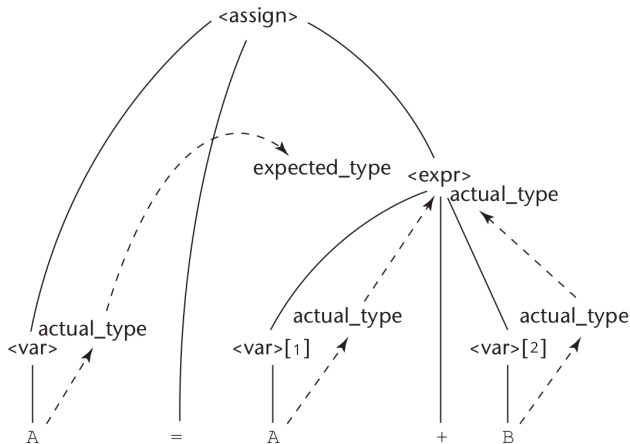 <assign>
expected_type
<expr>
actual_type
actual_type
actual_type
actual_type
<var>
<var>[1]
<var>[2]
A
=
A
+
B